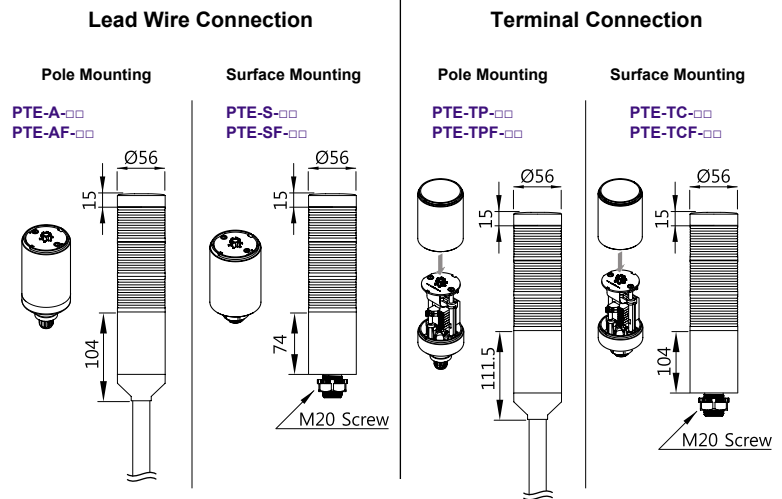 Lead Wire Connection
Terminal Connection
Pole Mounting
Surface Mounting
Pole Mounting
Surface Mounting
PTE-A-□□
PTE-AF-□□
PTE-S-□□
PTE-SF-□□
PTE-TP-□□
PTE-TPF-□□
PTE-TC-□□
PTE-TCF-□□
Ø56
15
104
Ø56
15
74
M20 Screw
Ø56
15
111.5
Ø56
15
104
M20 Screw